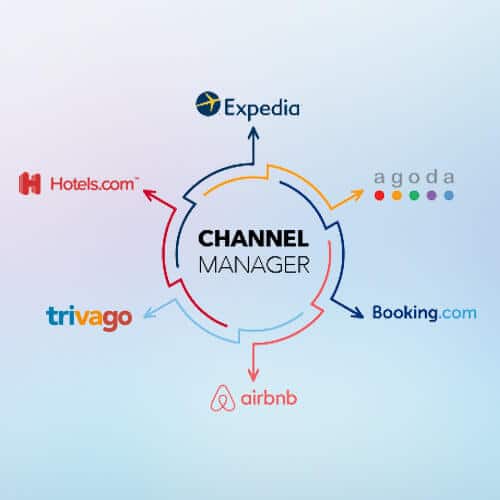 Expedia
agoda
Hotels.com™
CHANNEL
MANAGER
trivago
Booking.com
airbnb